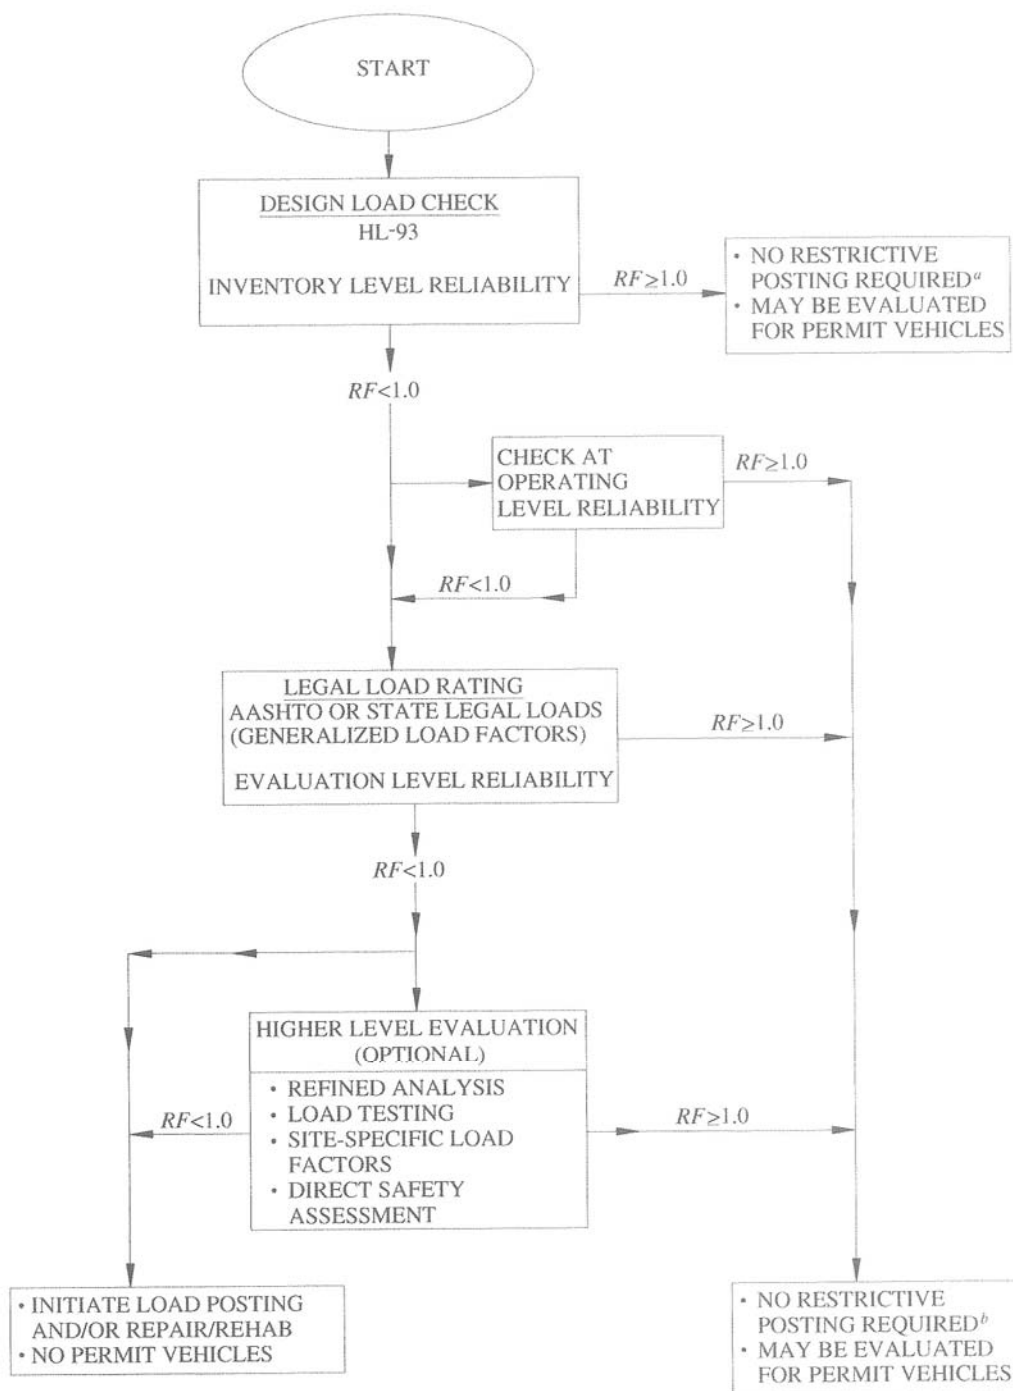 START
DESIGN LOAD CHECK
HL-93
INVENTORY LEVEL RELIABILITY
RF≥1.0
• NO RESTRICTIVE
POSTING REQUIREDᵃ
• MAY BE EVALUATED
FOR PERMIT VEHICLES
RF<1.0
CHECK AT
OPERATING
LEVEL RELIABILITY
RF≥1.0
RF<1.0
LEGAL LOAD RATING
AASHTO OR STATE LEGAL LOADS
(GENERALIZED LOAD FACTORS)
EVALUATION LEVEL RELIABILITY
RF≥1.0
RF<1.0
HIGHER LEVEL EVALUATION
(OPTIONAL)
• REFINED ANALYSIS
• LOAD TESTING
• SITE-SPECIFIC LOAD
FACTORS
• DIRECT SAFETY
ASSESSMENT
RF<1.0
RF≥1.0
• INITIATE LOAD POSTING
AND/OR REPAIR/REHAB
• NO PERMIT VEHICLES
• NO RESTRICTIVE
POSTING REQUIREDᵇ
• MAY BE EVALUATED
FOR PERMIT VEHICLES